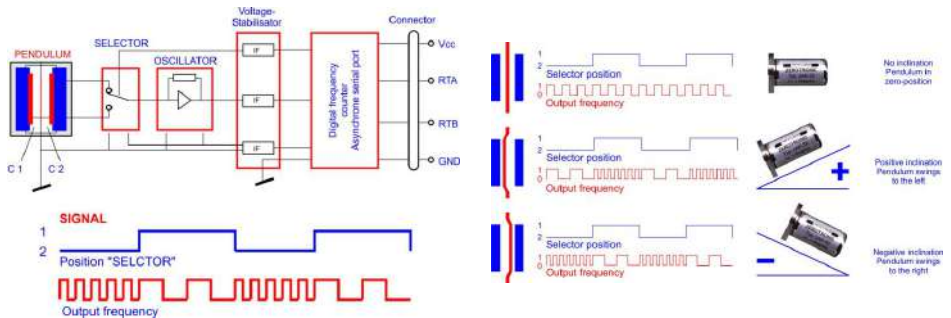 Voltage-
Stabilisator
Connector
PENDULUM
SELECTOR
OSCILLATOR
IF
IF
IF
Digital frequency
counter
Asynchrone serial port
Vcc
RTA
RTB
GND
C 1
C 2
SIGNAL
1
2
Position "SELCTOR"
Output frequency
1
2
Selector position
1
0
Output frequency
No inclination
Pendulum in
zero-position
1
2
Selector position
1
0
Output frequency
+
Positive inclination
Pendulum swings
to the left
1
2
Selector position
1
0
Output frequency
-
Negative inclination
Pendulum swings
to the right